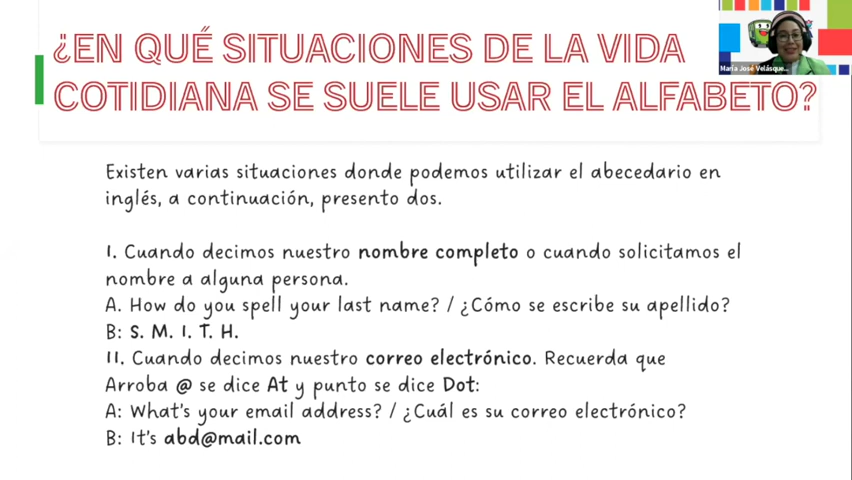 ¿EN QUÉ SITUACIONES DE LA VIDA
COTIDIANA SE SUELE USAR EL ALFABETO?
María José Velásque...
Existen varias situaciones donde podemos utilizar el abecedario en
inglés, a continuación, presento dos.
I. Cuando decimos nuestro nombre completo o cuando solicitamos el
nombre a alguna persona.
A. How do you spell your last name? / ¿Cómo se escribe su apellido?
B: S. M. I. T. H.
II. Cuando decimos nuestro correo electrónico. Recuerda que
Arroba @ se dice At y punto se dice Dot:
A: What's your email address? / ¿Cuál es su correo electrónico?
B: It's abd@mail.com